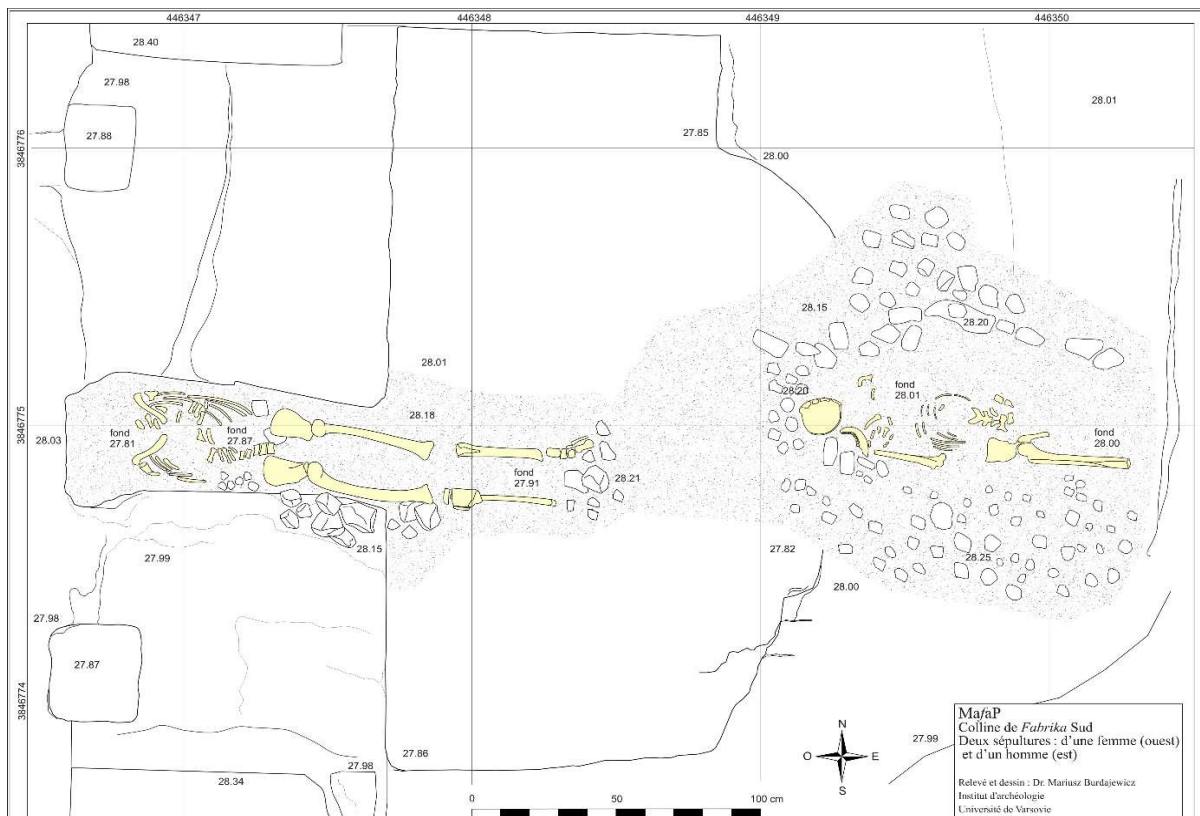 446347 446348 446349 446350
28.40
27.98
28.01
27.88
27.85
3846776
28.00
28.15
28.20
28.01
28.20
fond
28.01
3846775
28.18
28.03
fond
27.81
fond
27.87
fond
28.00
fond
27.91
28.21
28.15
27.82
27.99
28.25
28.00
27.98
27.87
3846774
MafaP
Colline de Fabrika Sud
Deux sépultures : d'une femme (ouest)
et d'un homme (est)
Relevé et dessin : Dr. Mariusz Burdajewicz
Institut d'archéologie
Université de Varsovie
N
O E
S
27.99
27.86
27.98
28.34
0 50 100 cm